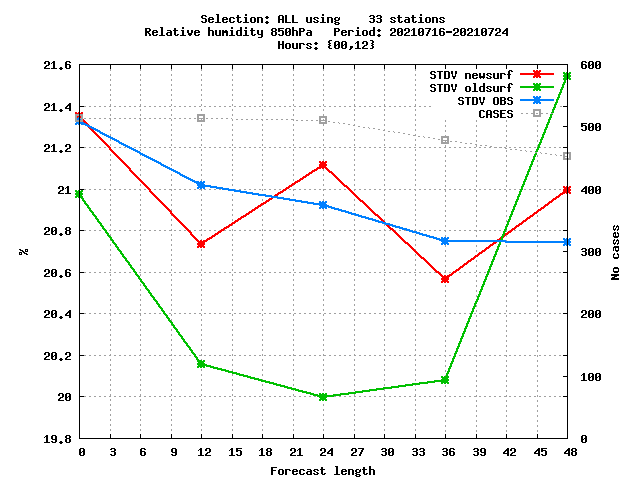 Selection: ALL using    33 stations
Relative humidity 850hPa   Period: 20210716-20210724
Hours: {00,12}
STDV newsurf
STDV oldsurf
STDV OBS
CASES
21.6
21.4
21.2
21
20.8
20.6
20.4
20.2
20
19.8
%
600
500
400
300
200
100
0
No cases
0 3 6 9 12 15 18 21 24 27 30 33 36 39 42 45 48
Forecast length